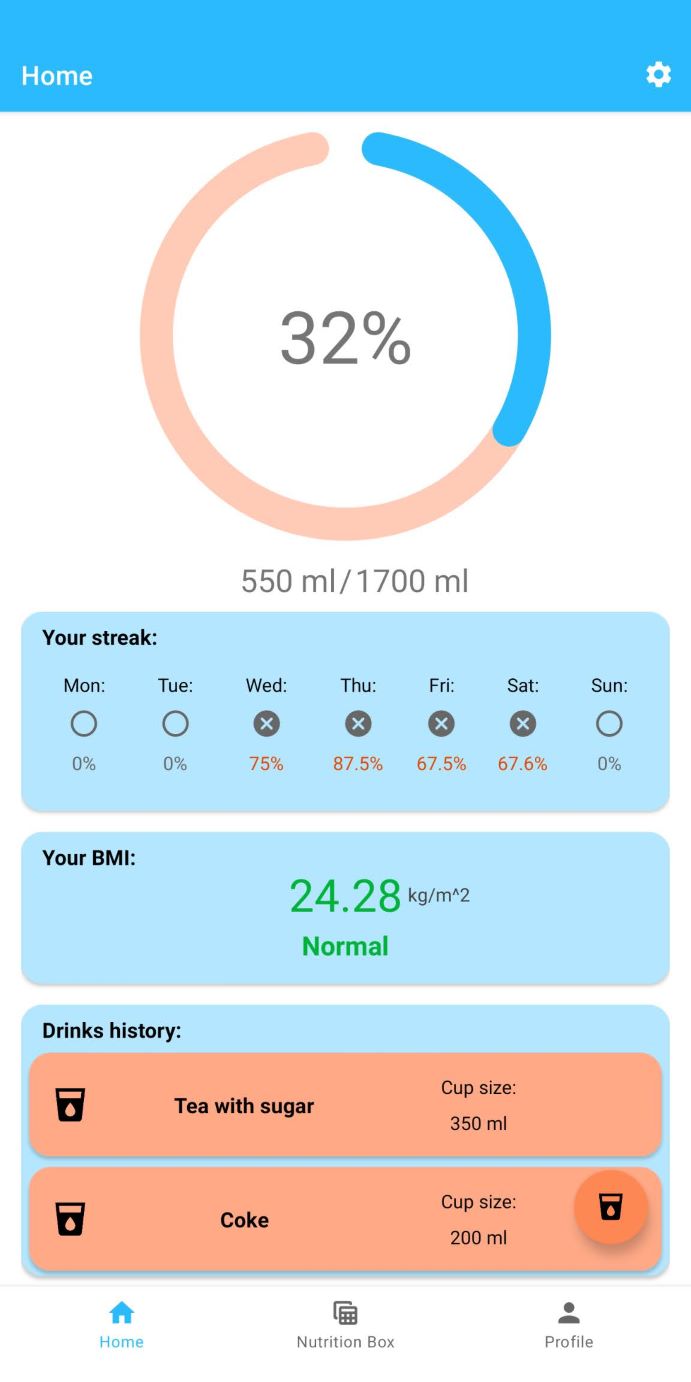 Home
32%
550 ml/1700 ml
Your streak:
Mon: Tue: Wed: Thu: Fri: Sat: Sun:
0% 0% 75% 87.5% 67.5% 67.6% 0%
Your BMI:
24.28 kg/m^2
Normal
Drinks history:
Cup size:
Tea with sugar
350 ml
Cup size:
Coke
200 ml
Home Nutrition Box Profile